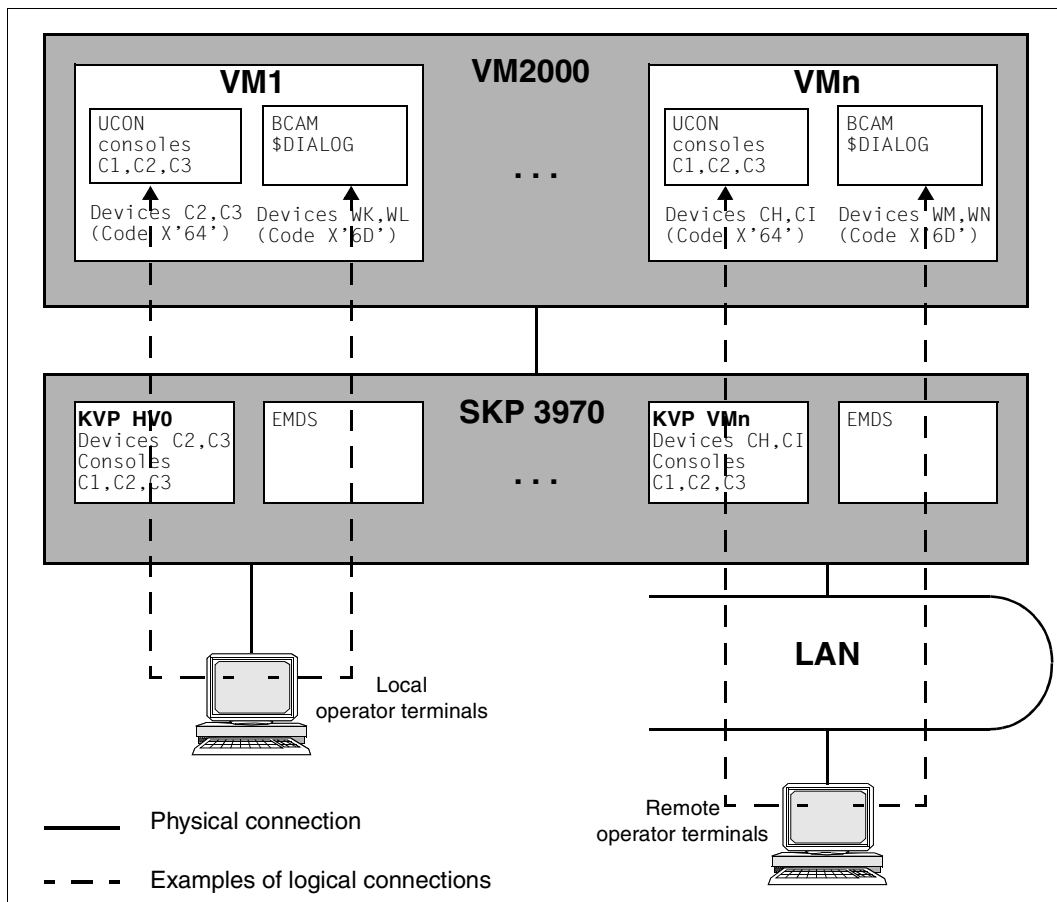 VM2000
VM1
UCON
consoles
C1,C2,C3
BCAM
$DIALOG
Devices C2,C3
(Code X'64')
Devices WK,WL
(Code X'6D')
. . .
VMn
UCON
consoles
C1,C2,C3
BCAM
$DIALOG
Devices CH,CI
(Code X'64')
Devices WM,WN
(Code X'6D')
SKP 3970
KVP HV0
Devices C2,C3
Consoles
C1,C2,C3
EMDS
. . .
KVP VMn
Devices CH,CI
Consoles
C1,C2,C3
EMDS
LAN
Local
operator terminals
Remote
operator terminals
Physical connection
Examples of logical connections